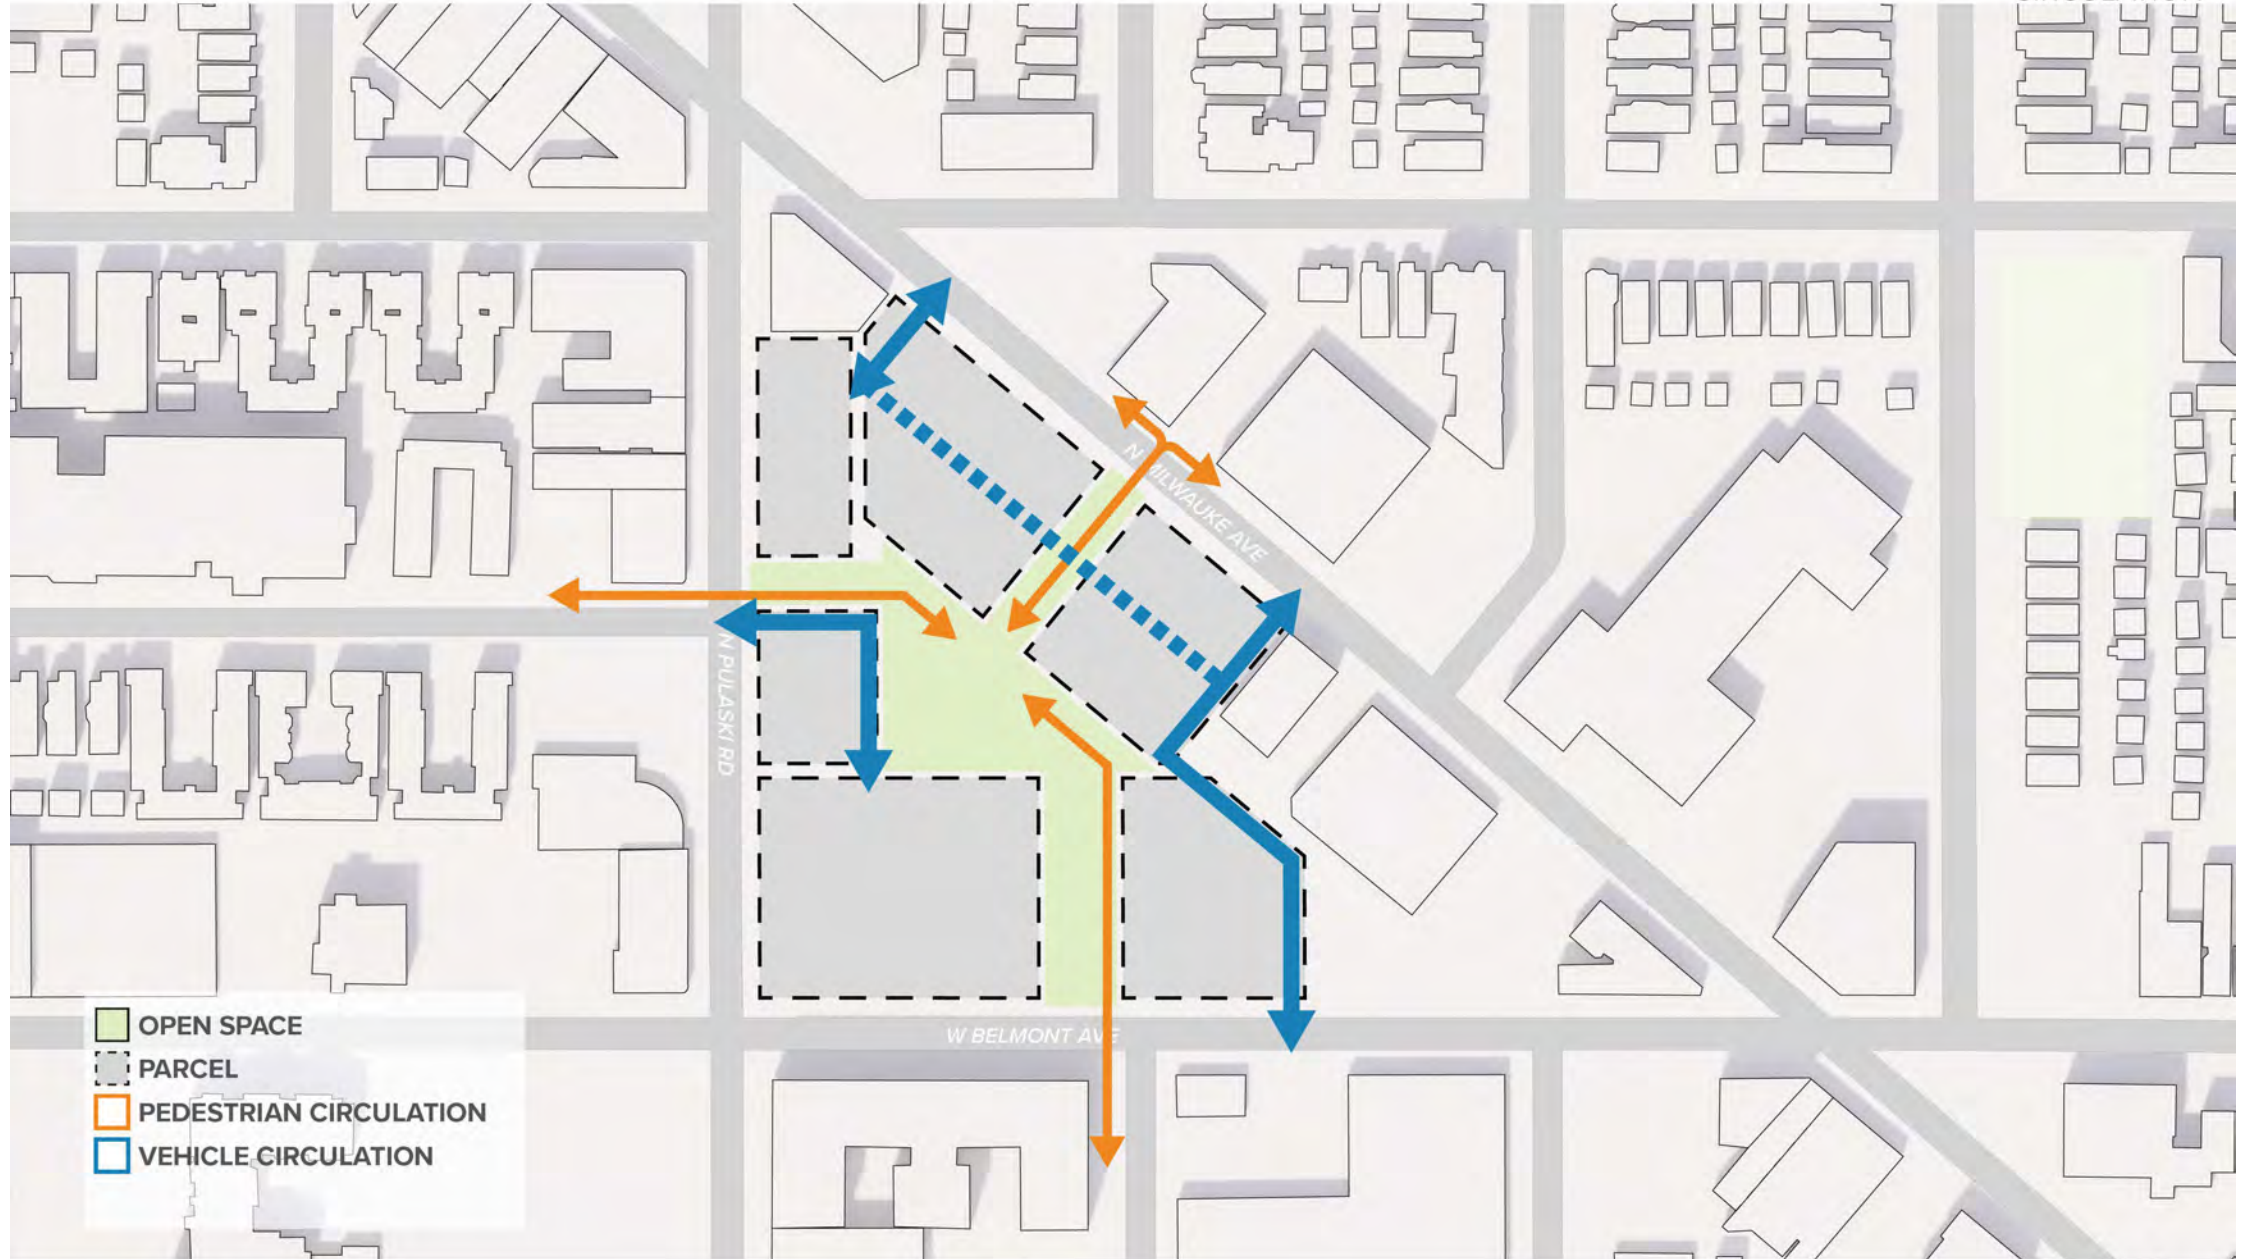 N MILWAUKE AVE
N PULASKI RD
W BELMONT AVE
OPEN SPACE
PARCEL
PEDESTRIAN CIRCULATION
VEHICLE CIRCULATION